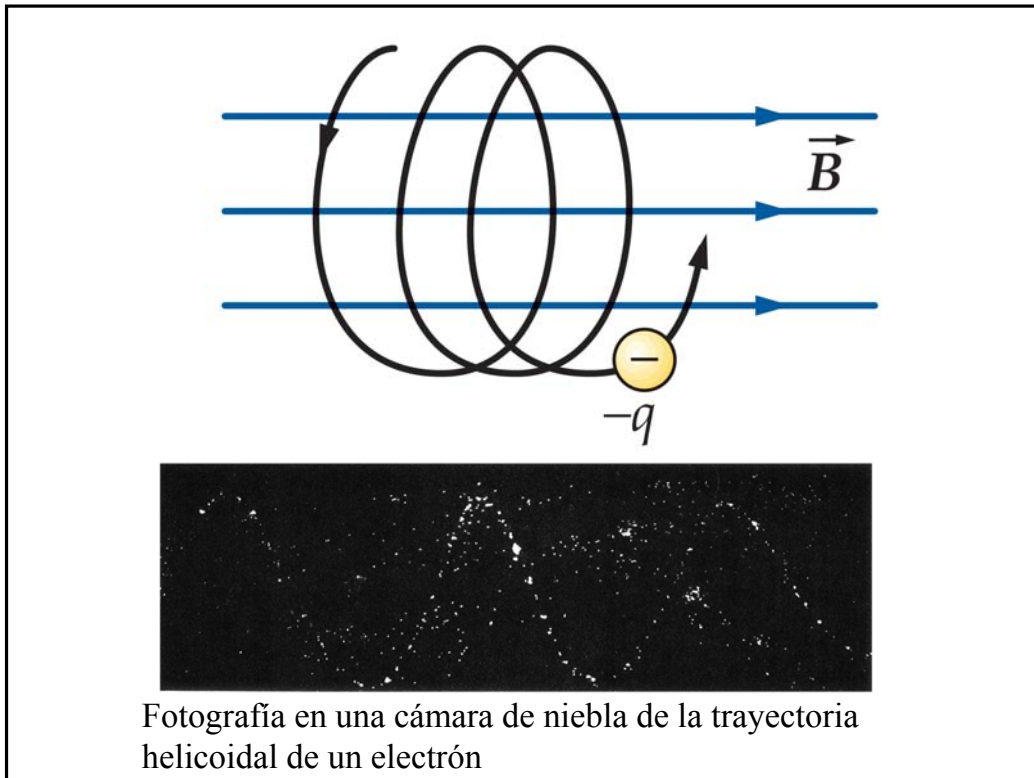 B
−
−q
Fotografía en una cámara de niebla de la trayectoria
helicoidal de un electrón